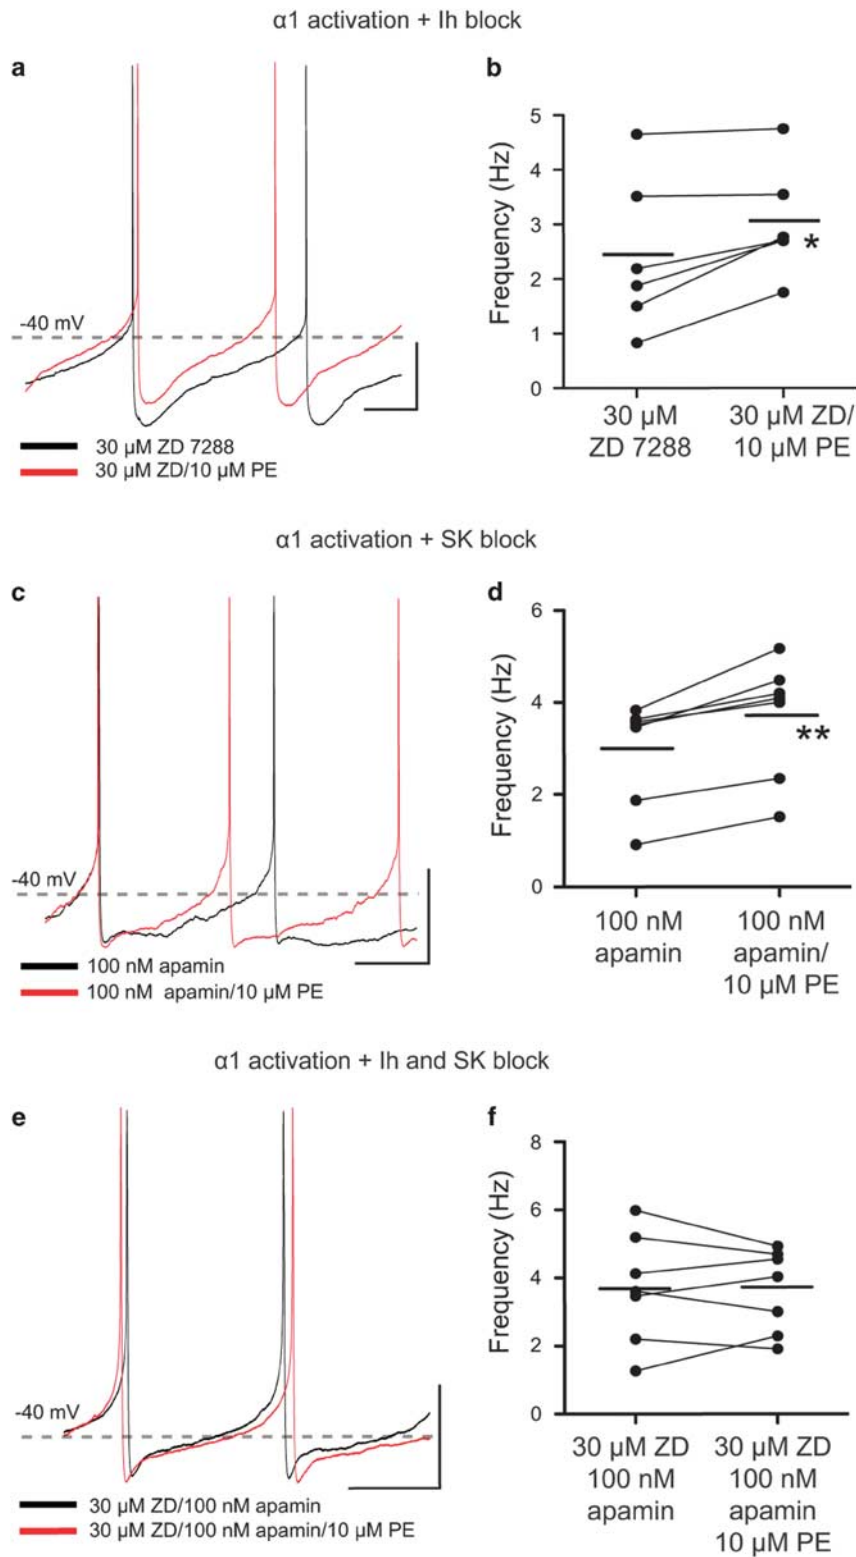 α1 activation + Ih block
a
-40 mV
30 µM ZD 7288
30 µM ZD/10 µM PE
b
Frequency (Hz)
5
4
3
2
1
0
*
30 µM
ZD 7288
30 µM ZD/
10 µM PE
α1 activation + SK block
c
-40 mV
100 nM apamin
100 nM apamin/10 µM PE
d
Frequency (Hz)
6
4
2
0
**
100 nM
apamin
100 nM
apamin/
10 µM PE
α1 activation + Ih and SK block
e
-40 mV
30 µM ZD/100 nM apamin
30 µM ZD/100 nM apamin/10 µM PE
f
Frequency (Hz)
8
6
4
2
0
30 µM ZD
100 nM
apamin
30 µM ZD
100 nM
apamin
10 µM PE